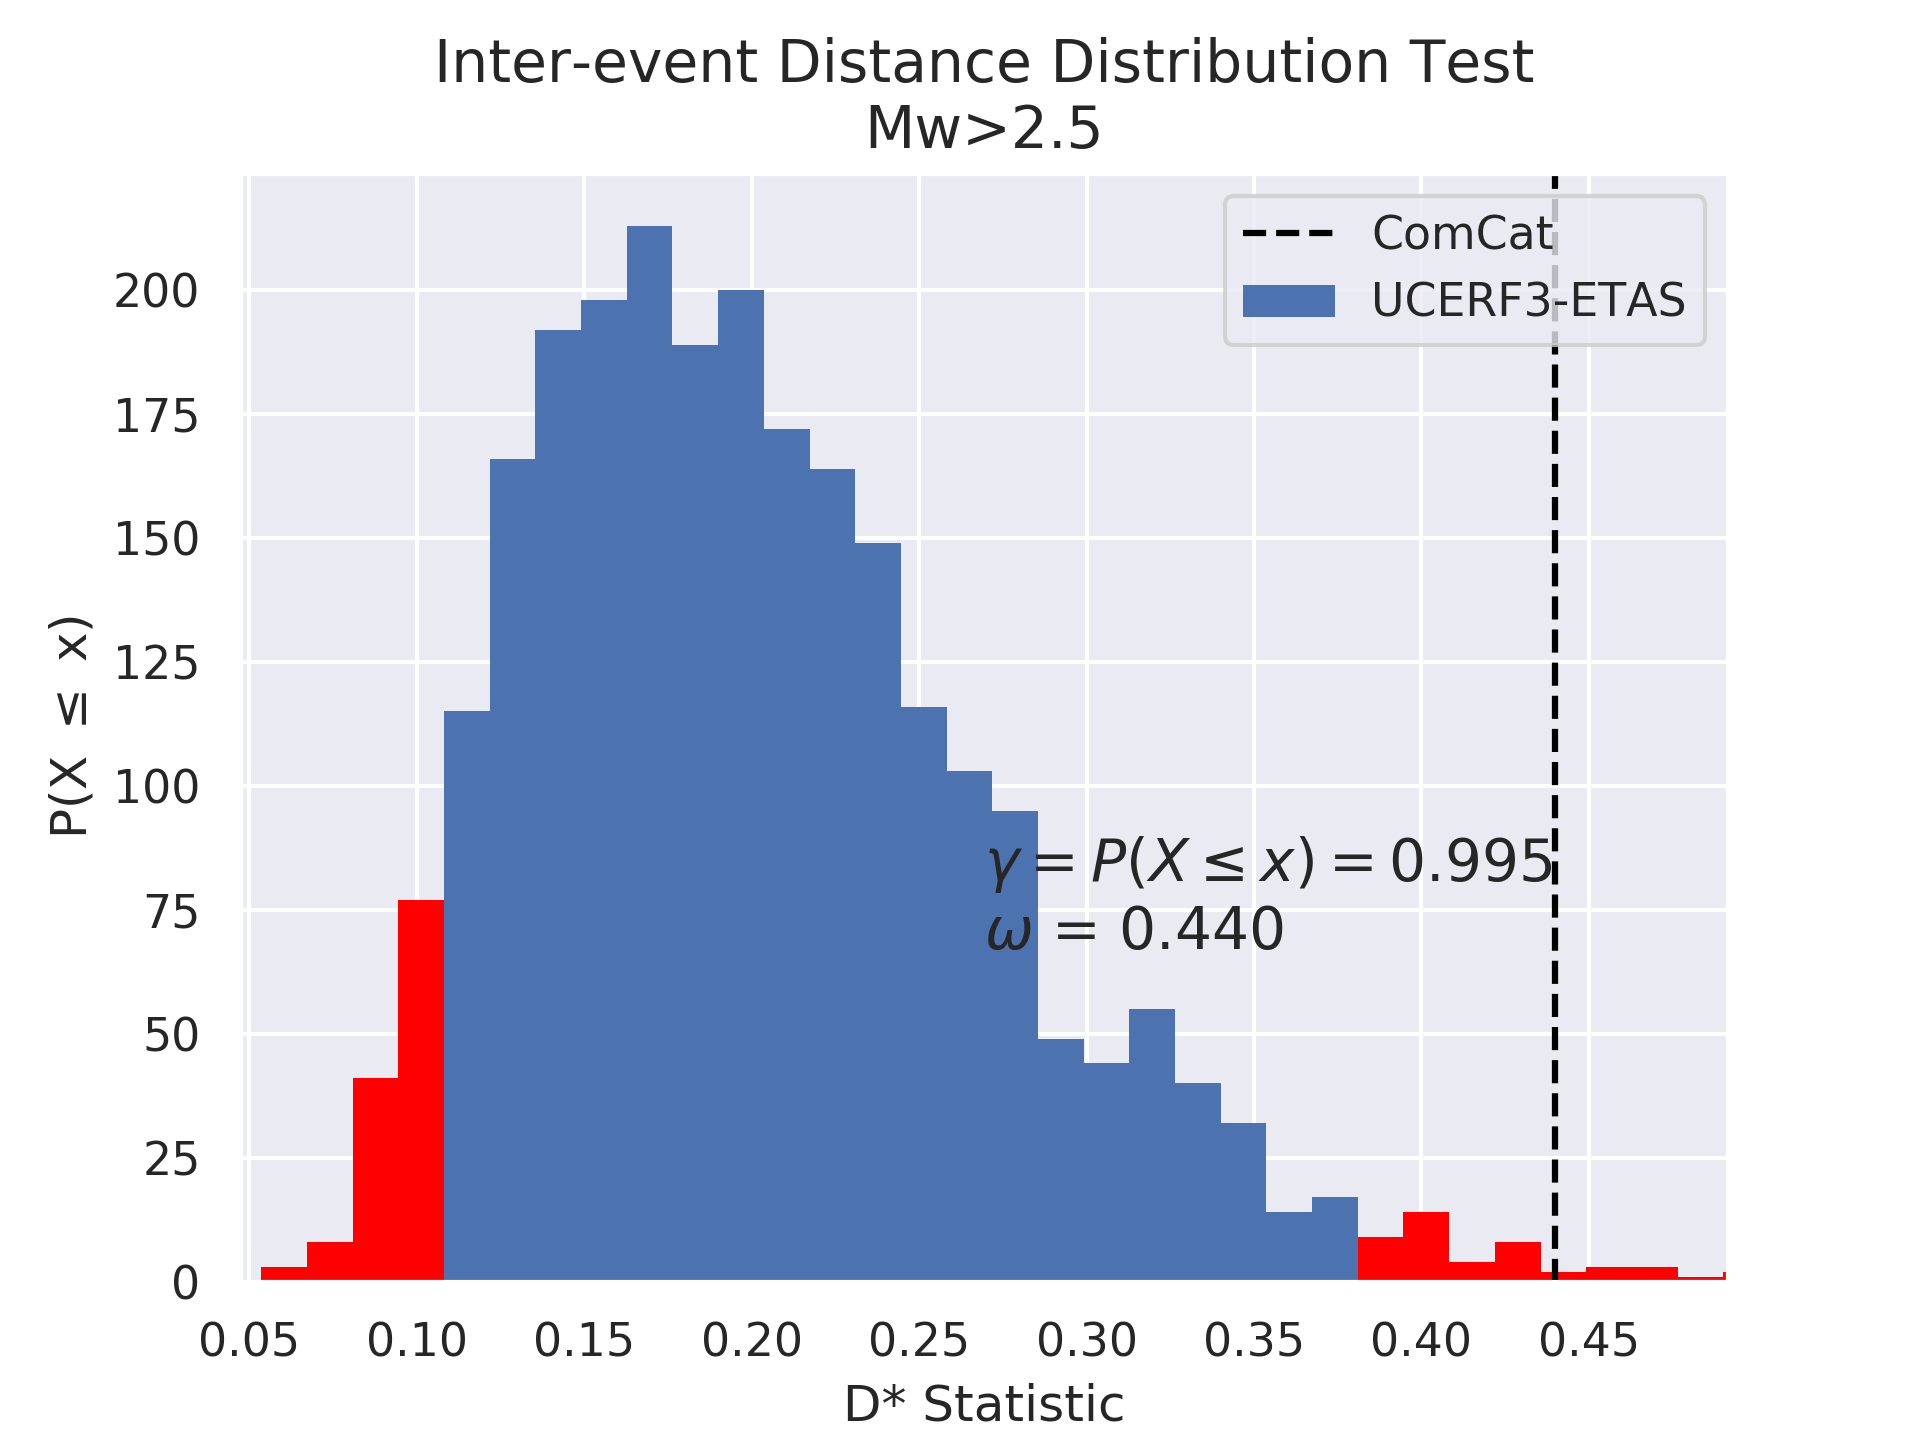 Inter-event Distance Distribution Test
Mw>2.5
ComCat
UCERF3-ETAS
200
175
150
125
100
75
50
25
0
P(X ≤ x)
γ = P(X ≤ x) = 0.995
ω = 0.440
0.05 0.10 0.15 0.20 0.25 0.30 0.35 0.40 0.45
D* Statistic